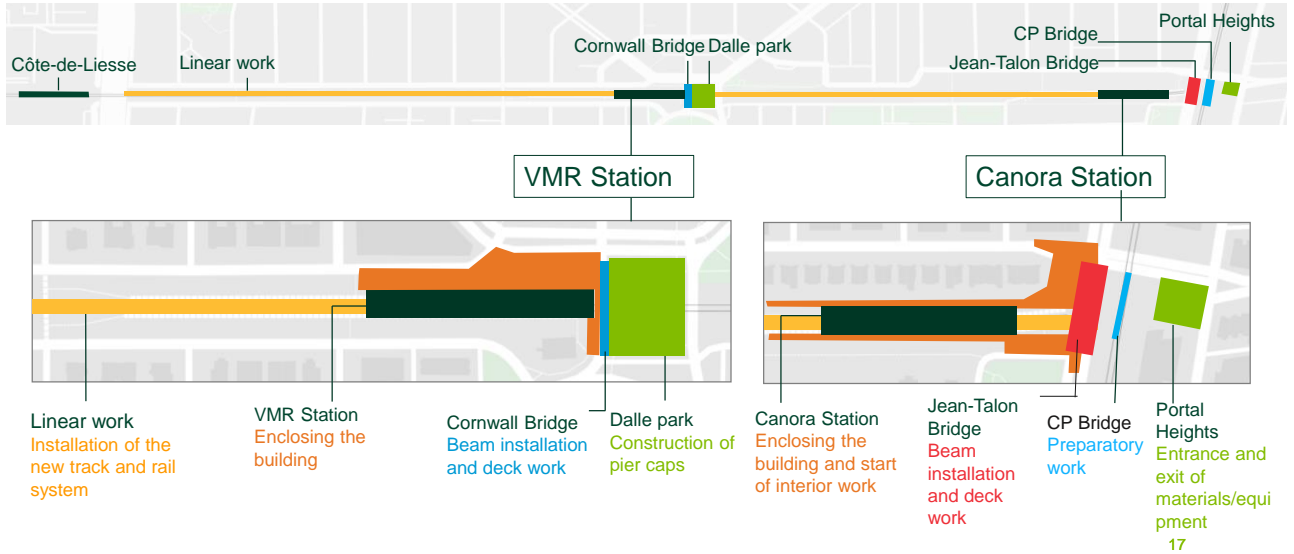 Portal Heights
CP Bridge
Cornwall Bridge Dalle park
Jean-Talon Bridge
Côte-de-Liesse
Linear work
VMR Station
Canora Station
Linear work
Installation of the
new track and rail
system
VMR Station
Enclosing the
building
Cornwall Bridge
Beam installation
and deck work
Dalle park
Construction of
pier caps
Canora Station
Enclosing the
building and start
of interior work
Jean-Talon
Bridge
Beam
installation
and deck
work
CP Bridge
Preparatory
work
Portal
Heights
Entrance and
exit of
materials/equi
pment
17